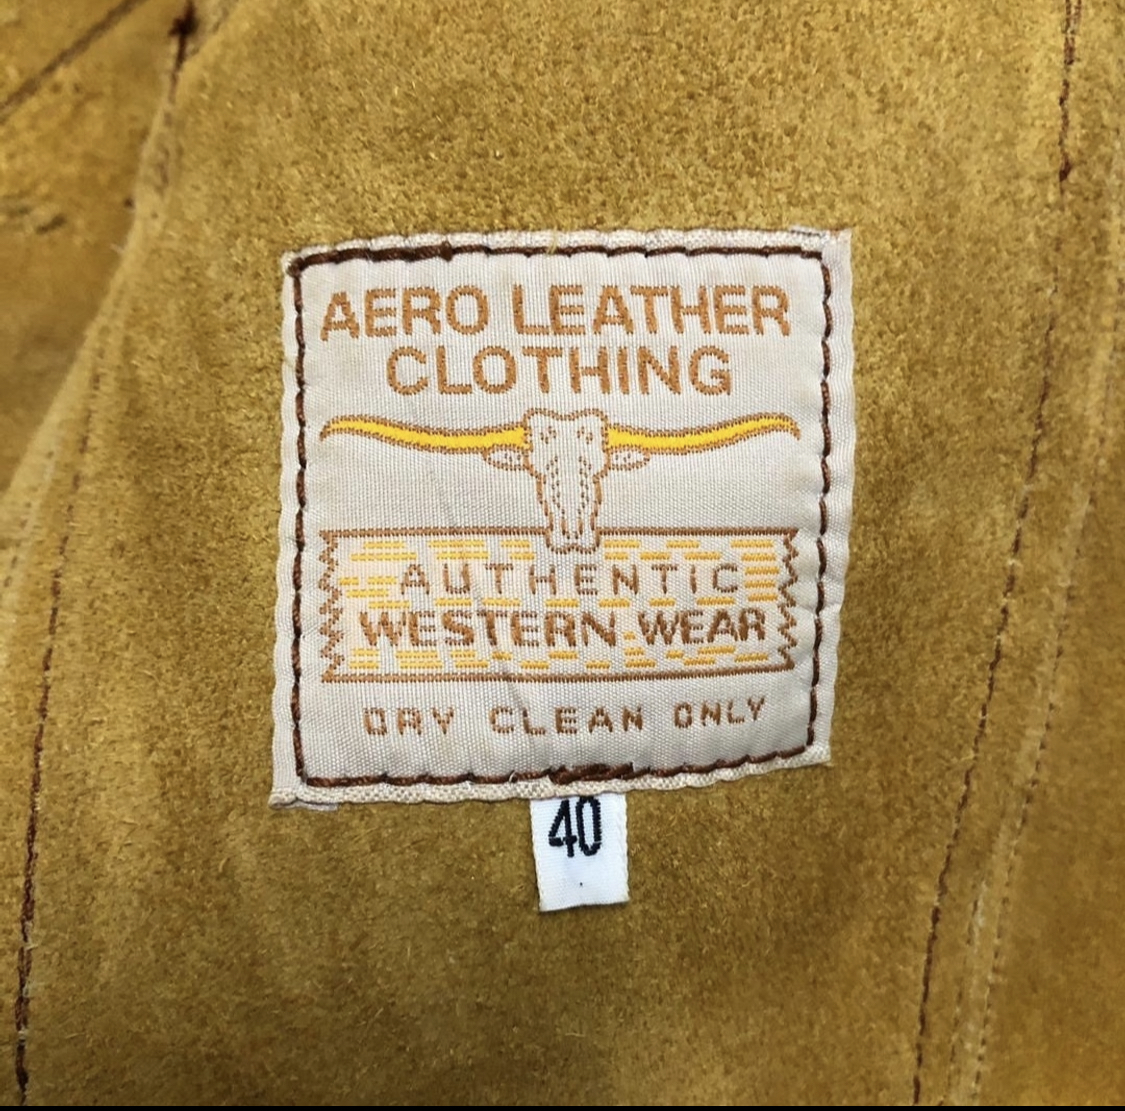 AERO LEATHER
CLOTHING
AUTHENTIC
WESTERN-WEAR
DRY CLEAN ONLY
40